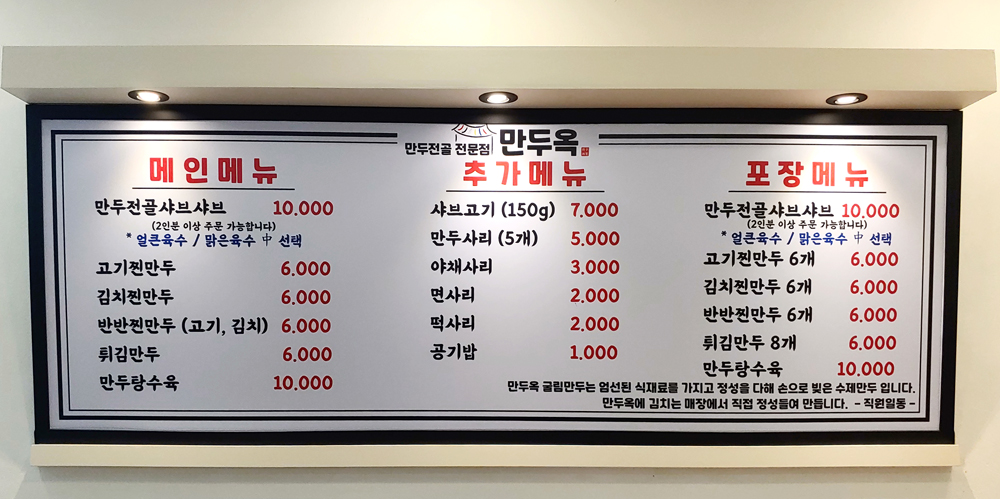 만두전골 전문점 만두옥
메인메뉴
만두전골샤브샤브 10.000
(2인분 이상 주문 가능합니다)
* 얼큰육수 / 맑은육수 中 선택
고기찐만두 6.000
김치찐만두 6.000
반반찐만두 (고기, 김치) 6.000
튀김만두 6.000
만두탕수육 10.000
추가메뉴
샤브고기 (150g) 7.000
만두사리 (5개) 5.000
야채사리 3.000
면사리 2.000
떡사리 2.000
공기밥 1.000
포장메뉴
만두전골샤브샤브 10.000
(2인분 이상 주문 가능합니다)
* 얼큰육수 / 맑은육수 中 선택
고기찐만두 6개 6.000
김치찐만두 6개 6.000
반반찐만두 6개 6.000
튀김만두 8개 6.000
만두탕수육 10.000
만두옥 굴림만두는 엄선된 식재료를 가지고 정성을 다해 손으로 빚은 수제만두 입니다.
만두옥에 김치는 매장에서 직접 정성들여 만듭니다. - 직원일동 -